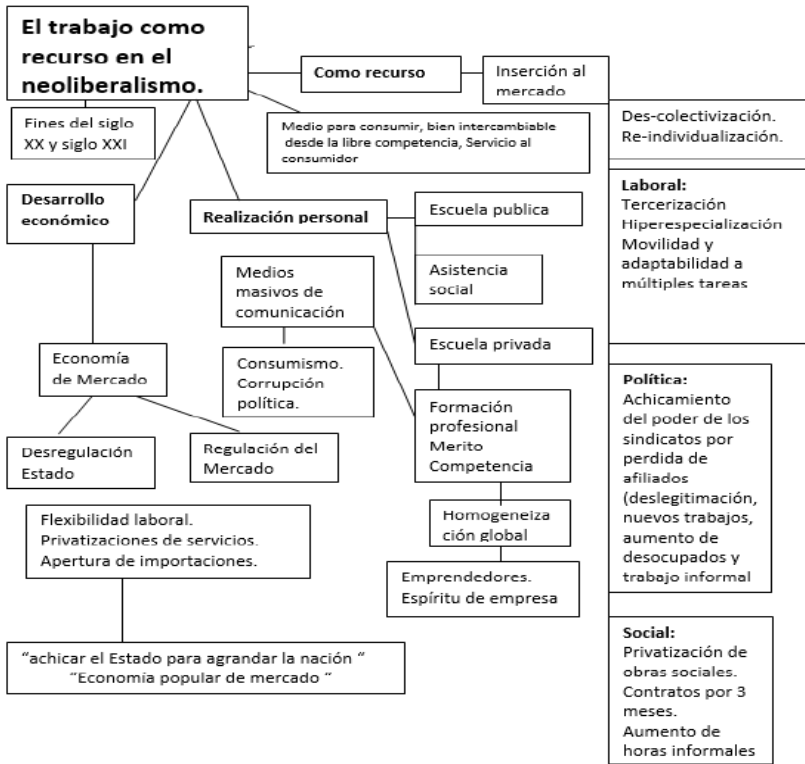 El trabajo como
recurso en el
neoliberalismo.
Como recurso
Inserción al
mercado
Fines del siglo
XX y siglo XXI
Medio para consumir, bien intercambiable
desde la libre competencia, Servicio al
consumidor
Des-colectivización.
Re-individualización.
Desarrollo
económico
Realización personal
Escuela publica
Laboral:
Tercerización
Hiperespecialización
Movilidad y
adaptabilidad a
múltiples tareas
Medios
masivos de
comunicación
Asistencia
social
Escuela privada
Economía
de Mercado
Consumismo.
Corrupción
política.
Formación
profesional
Merito
Competencia
Política:
Achicamiento
del poder de los
sindicatos por
perdida de
afiliados
(deslegitimación,
nuevos trabajos,
aumento de
desocupados y
trabajo informal
Desregulación
Estado
Regulación del
Mercado
Flexibilidad laboral.
Privatizaciones de servicios.
Apertura de importaciones.
Homogeneiza
ción global
Emprendedores.
Espíritu de empresa
"achicar el Estado para agrandar la nación "
"Economía popular de mercado "
Social:
Privatización de
obras sociales.
Contratos por 3
meses.
Aumento de
horas informales